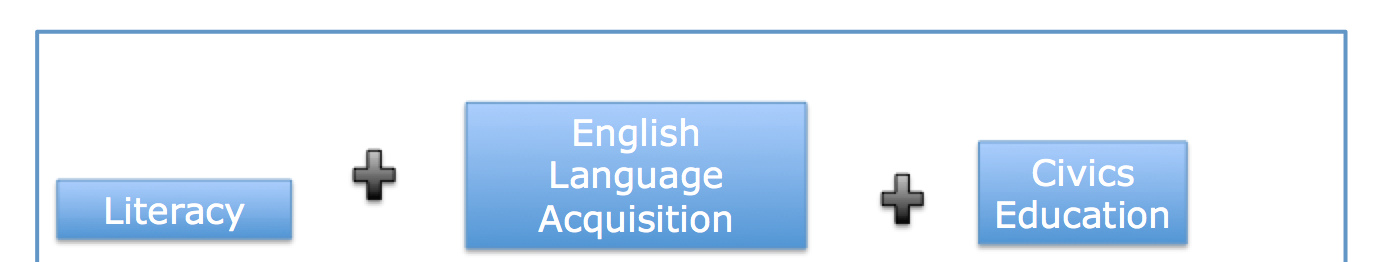 Literacy
English
Language
Acquisition
Civics
Education